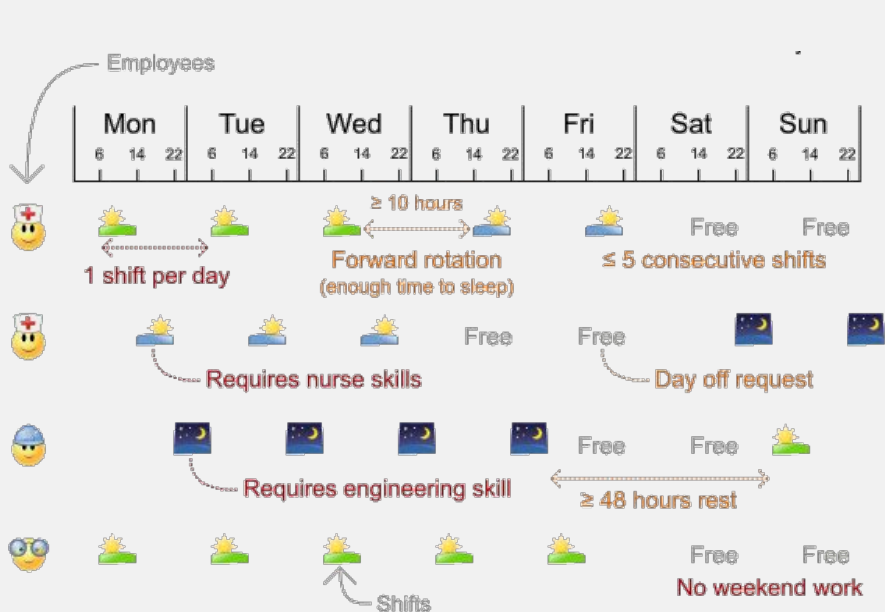 Employees
Mon Tue Wed Thu Fri Sat Sun
6 14 22 6 14 22 6 14 22 6 14 22 6 14 22 6 14 22 6 14 22
≥ 10 hours
Free Free
1 shift per day
Forward rotation
(enough time to sleep)
≤ 5 consecutive shifts
Free Free
Requires nurse skills
Day off request
Free Free
Requires engineering skill
≥ 48 hours rest
Free Free
No weekend work
Shifts